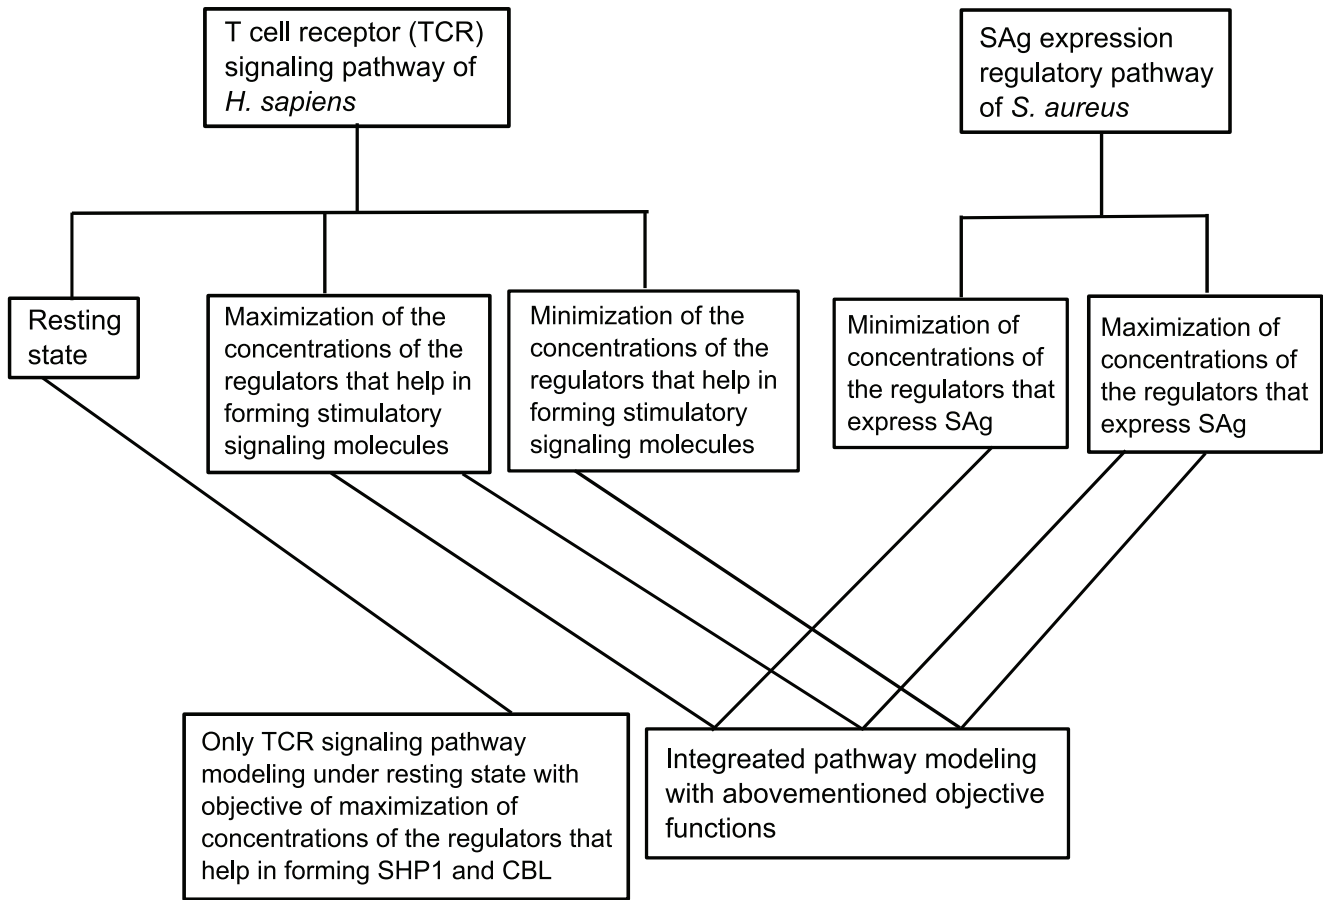 T cell receptor (TCR)
signaling pathway of
H. sapiens
SAg expression
regulatory pathway
of S. aureus
Resting
state
Maximization of the
concentrations of the
regulators that help in
forming stimulatory
signaling molecules
Minimization of the
concentrations of the
regulators that help in
forming stimulatory
signaling molecules
Minimization of
concentrations of
the regulators that
express SAg
Maximization of
concentrations of
the regulators that
express SAg
Only TCR signaling pathway
modeling under resting state with
objective of maximization of
concentrations of the regulators that
help in forming SHP1 and CBL
Integreated pathway modeling
with abovementioned objective
functions